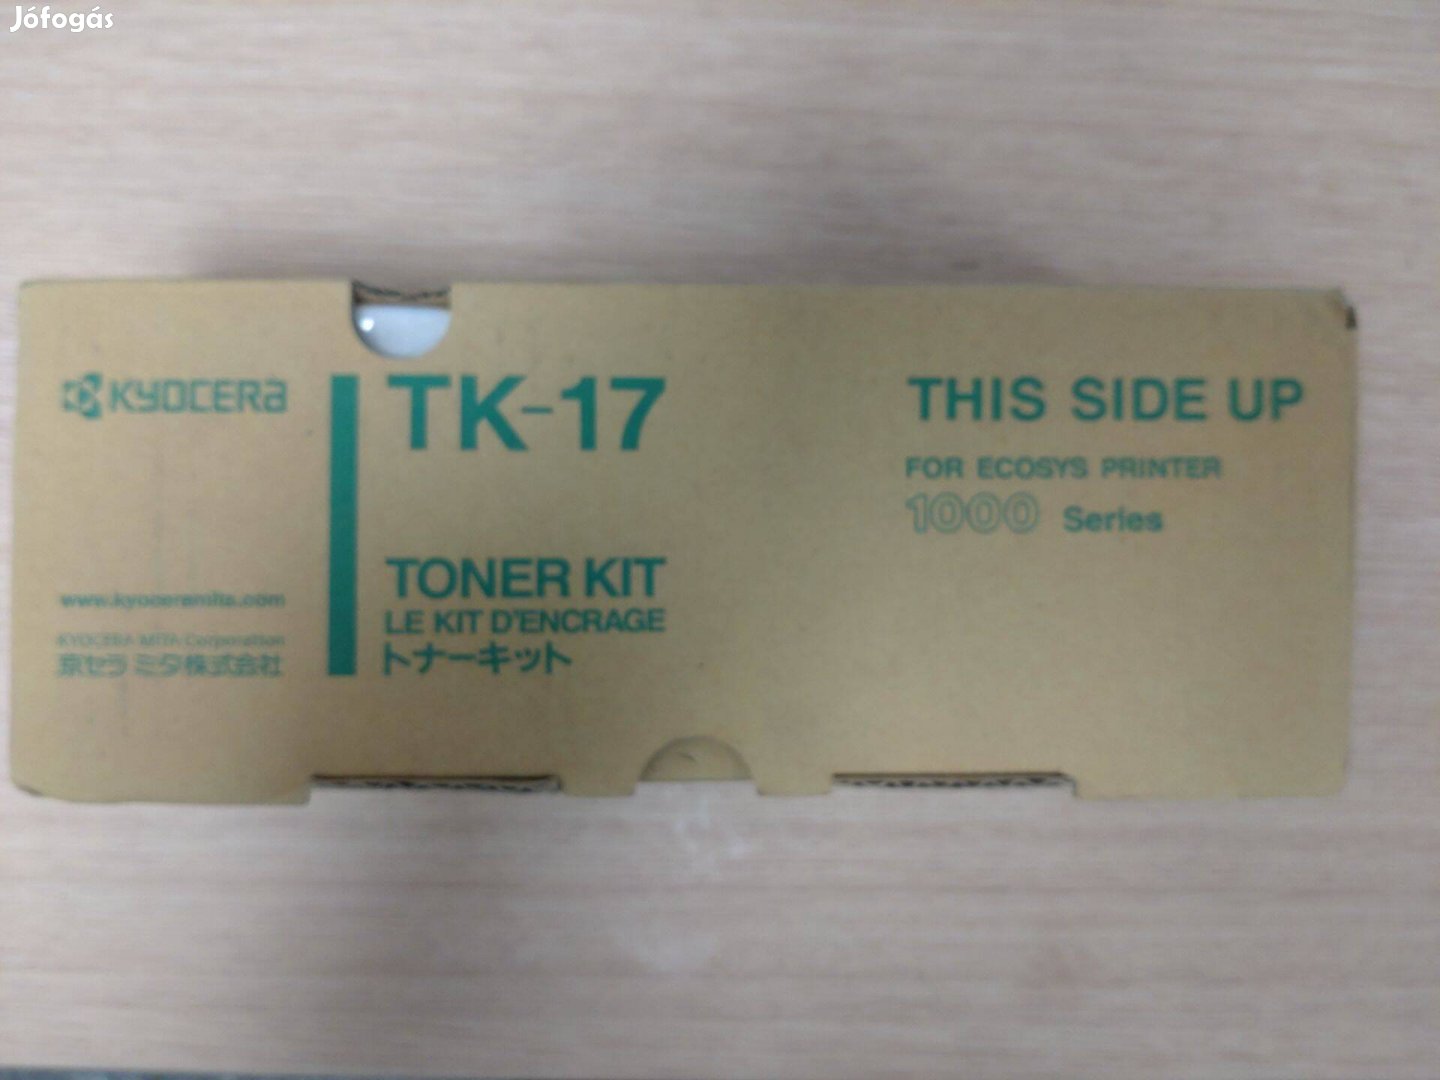 Jófogás
KYOCERA
TK-17
THIS SIDE UP
FOR ECOSYS PRINTER
1000 Series
TONER KIT
LE KIT D'ENCRAGE
トナーキット
www.kyoceramita.com
KYOCERA MITA Corporation
京セラ ミタ株式会社